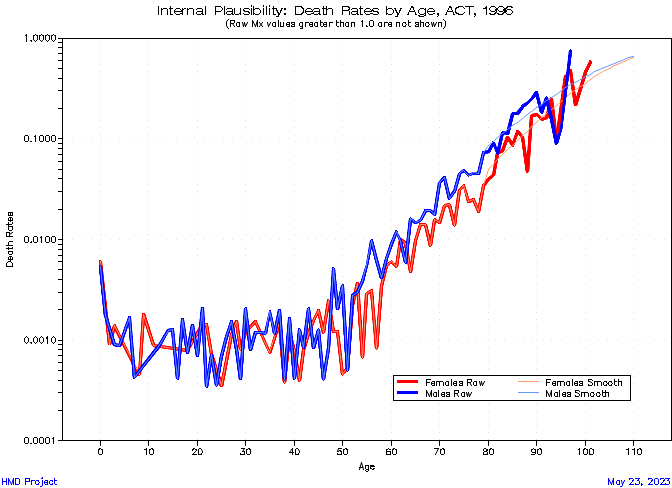 Internal Plausibility: Death Rates by Age, ACT, 1996
(Raw Mx values greater than 1.0 are not shown)
1.0000
0.1000
0.0100
0.0010
0.0001
Death Rates
0 10 20 30 40 50 60 70 80 90 100 110
Age
Females Raw Females Smooth
Males Raw Males Smooth
HMD Project May 23, 2023